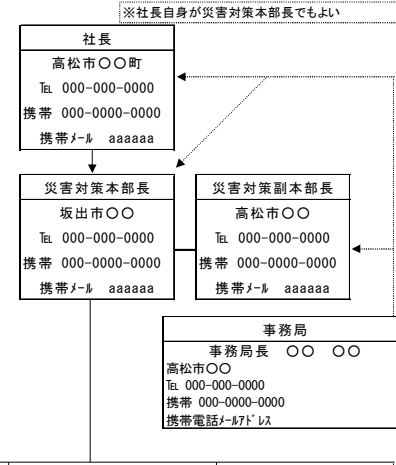 ※社長自身が災害対策本部長でもよい
社長
高松市〇〇町
℡ 000-000-0000
携帯 000-0000-0000
携帯メール aaaaaa
災害対策本部長
坂出市〇〇
℡ 000-000-0000
携帯 000-0000-0000
携帯メール aaaaaa
災害対策副本部長
高松市〇〇
℡ 000-000-0000
携帯 000-0000-0000
携帯メール aaaaaa
事務局
事務局長 〇〇 〇〇
高松市〇〇
℡ 000-000-0000
携帯 000-0000-0000
携帯電話メールアドレス